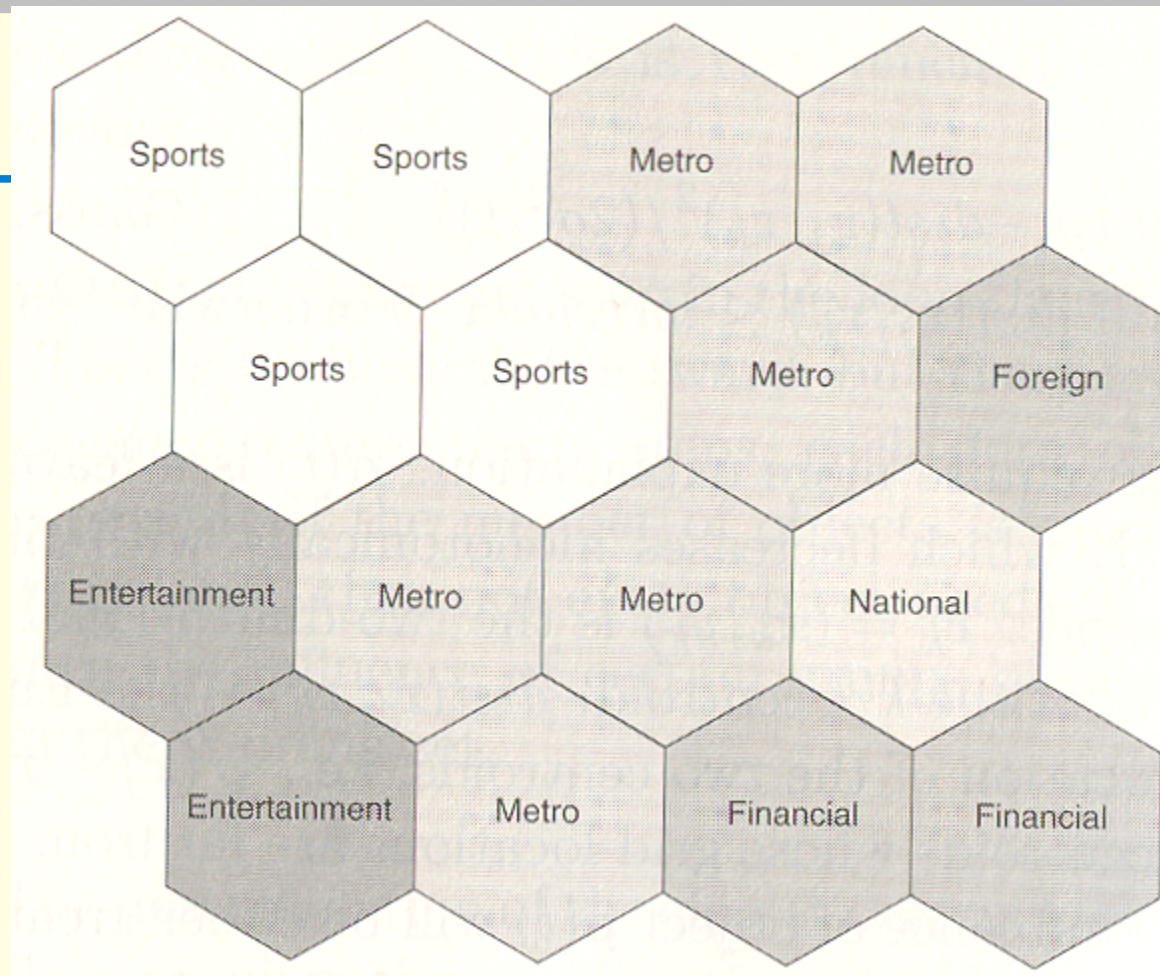 Sports Sports Metro Metro
Sports Sports Metro Foreign
Entertainment Metro Metro National
Entertainment Metro Financial Financial